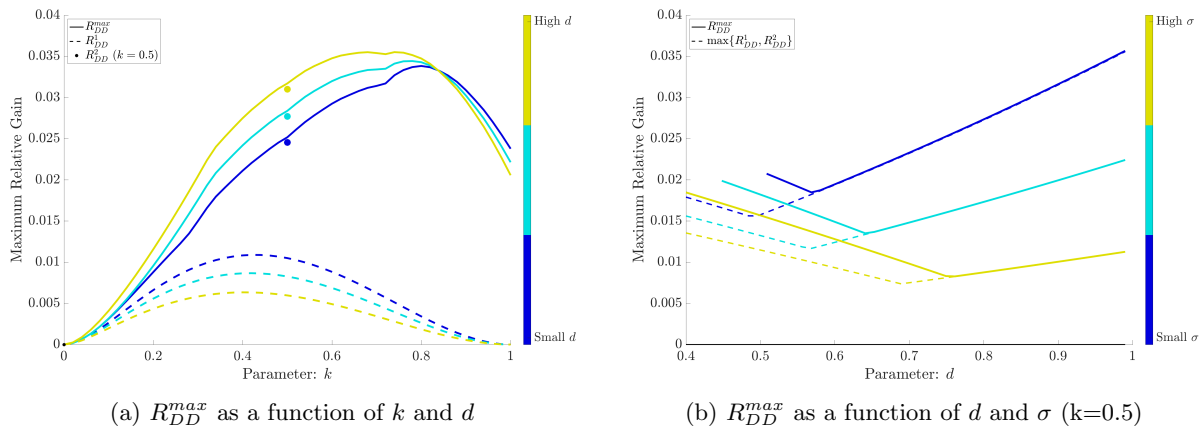 0.04
0.035
0.03
0.025
0.02
0.015
0.01
0.005
0
Maximum Relative Gain
R_{DD}^{max}
R_{DD}^{1}
R_{DD}^{2} (k = 0.5)
0 0.2 0.4 0.6 0.8 1
Parameter: k
High d
Small d
(a) R_{DD}^{max} as a function of k and d
0.04
0.035
0.03
0.025
0.02
0.015
0.01
0.005
0
Maximum Relative Gain
R_{DD}^{max}
max{R_{DD}^{1}, R_{DD}^{2}}
0.4 0.5 0.6 0.7 0.8 0.9 1
Parameter: d
High σ
Small σ
(b) R_{DD}^{max} as a function of d and σ (k=0.5)